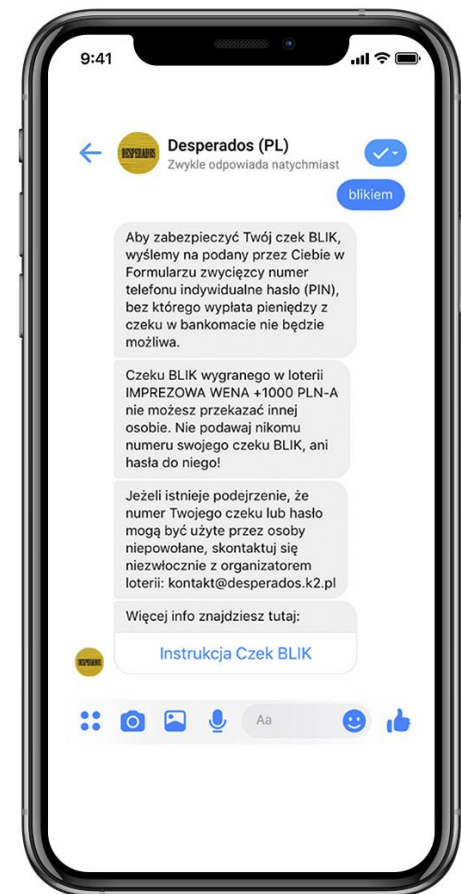 9:41
DESPERADOS
Desperados (PL)
Zwykle odpowiada natychmiast
blikiem
Aby zabezpieczyć Twój czek BLIK,
wyślemy na podany przez Ciebie w
Formularzu zwycięzcy numer
telefonu indywidualne hasło (PIN),
bez którego wypłata pieniędzy z
czeku w bankomacie nie będzie
możliwa.
Czeku BLIK wygranego w loterii
IMPREZOWA WENA +1000 PLN-A
nie możesz przekazać innej
osobie. Nie podawaj nikomu
numeru swojego czeku BLIK, ani
hasła do niego!
Jeżeli istnieje podejrzenie, że
numer Twojego czeku lub hasło
mogą być użyte przez osoby
niepowołane, skontaktuj się
niezwłocznie z organizatorem
loterii: kontakt@desperados.k2.pl
Więcej info znajdziesz tutaj:
Instrukcja Czek BLIK
DESPERADOS
Aa